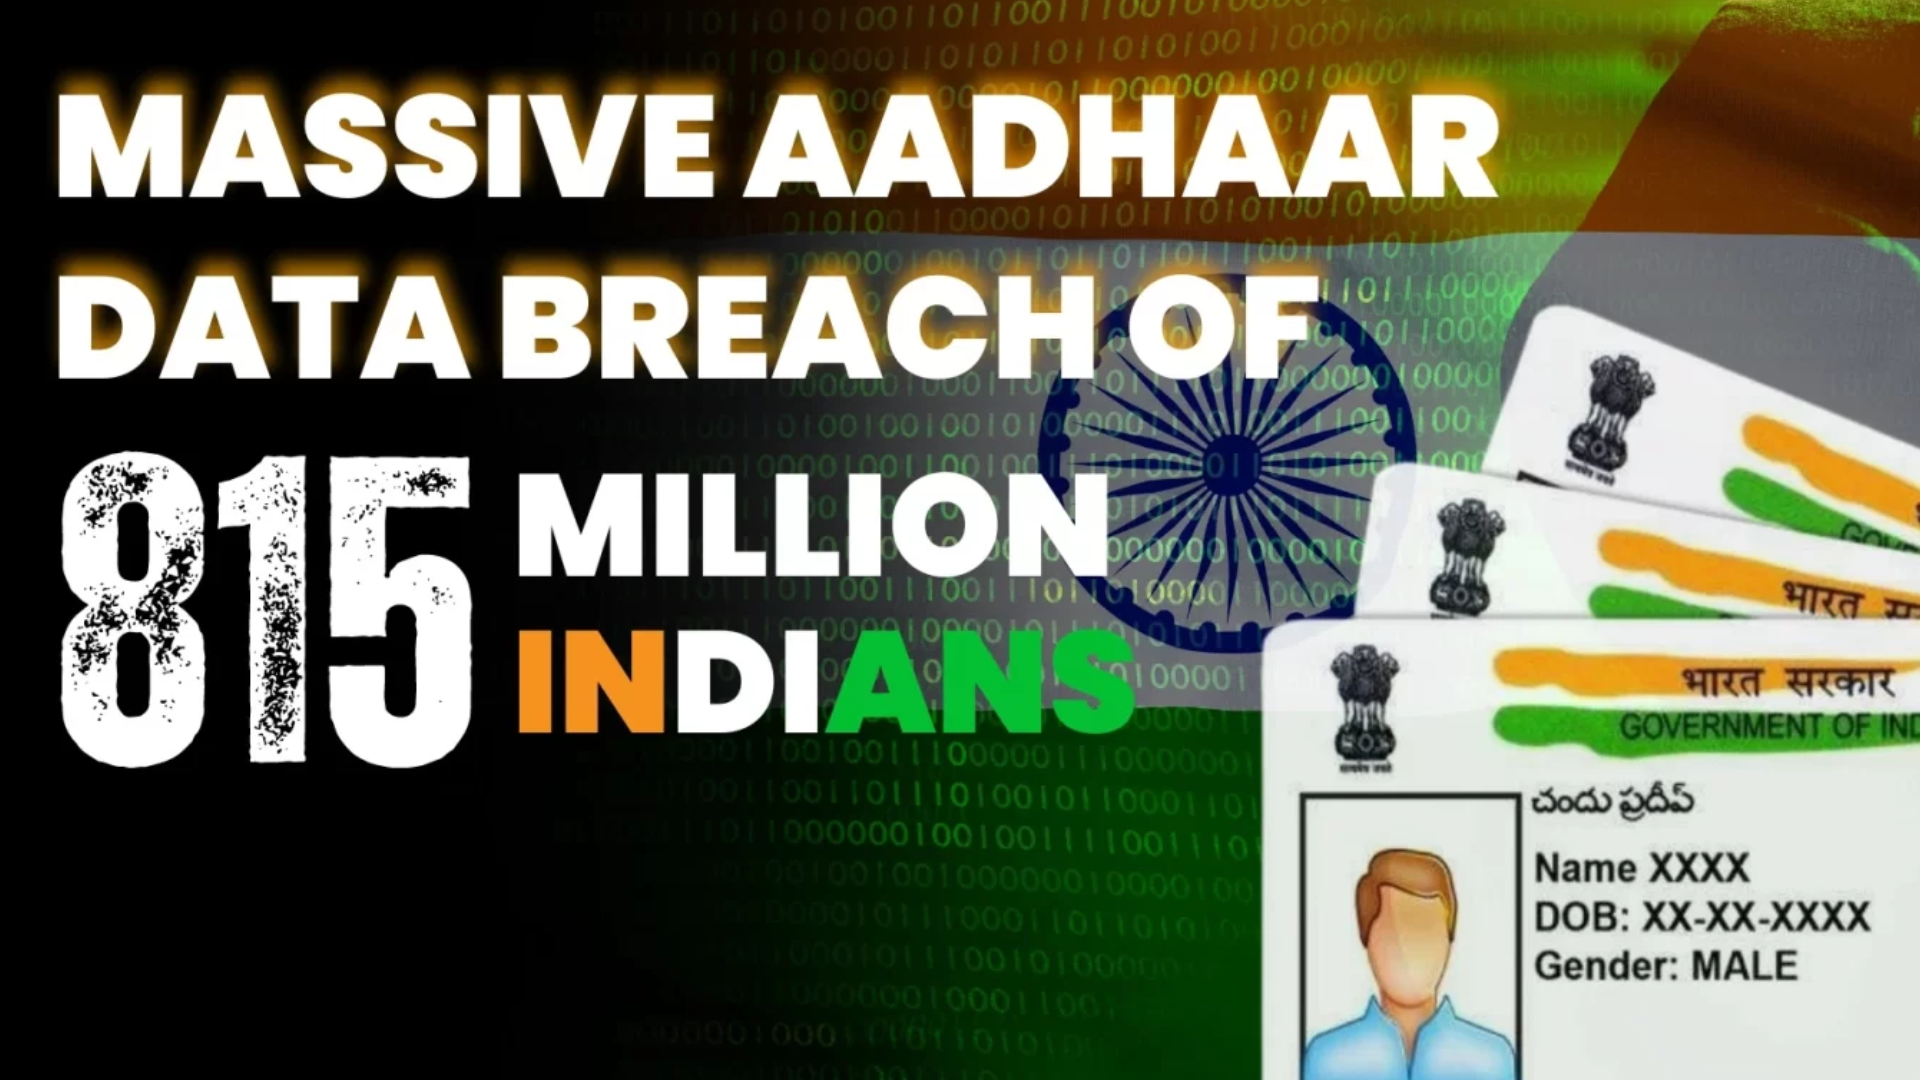 MASSIVE AADHAAR
DATA BREACH OF
815 MILLION
INDIANS
भारत
भारत सरकार
GOVERNMENT OF
చందు ప్రదీప్
Name XXXX
DOB: XX-XX-XXXX
Gender: MALE